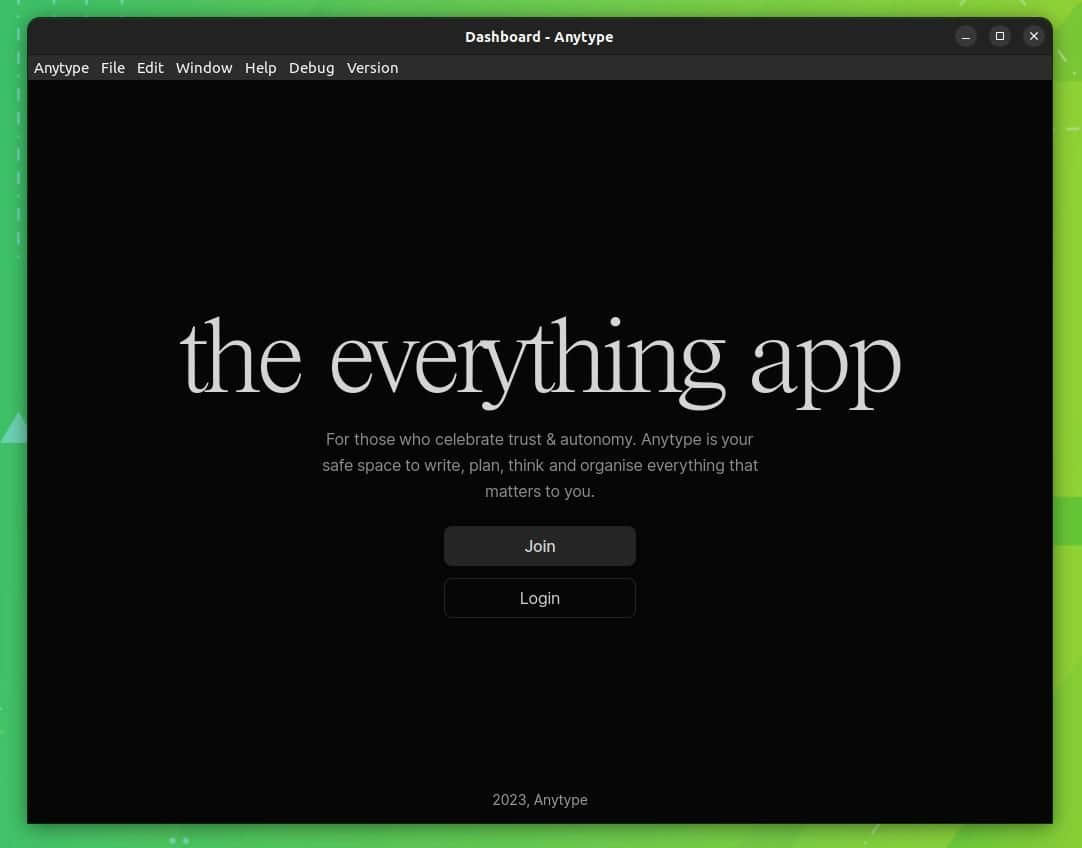 Dashboard - Anytype
Anytype File Edit Window Help Debug Version
the everything app
For those who celebrate trust & autonomy. Anytype is your
safe space to write, plan, think and organise everything that
matters to you.
Join
Login
2023, Anytype